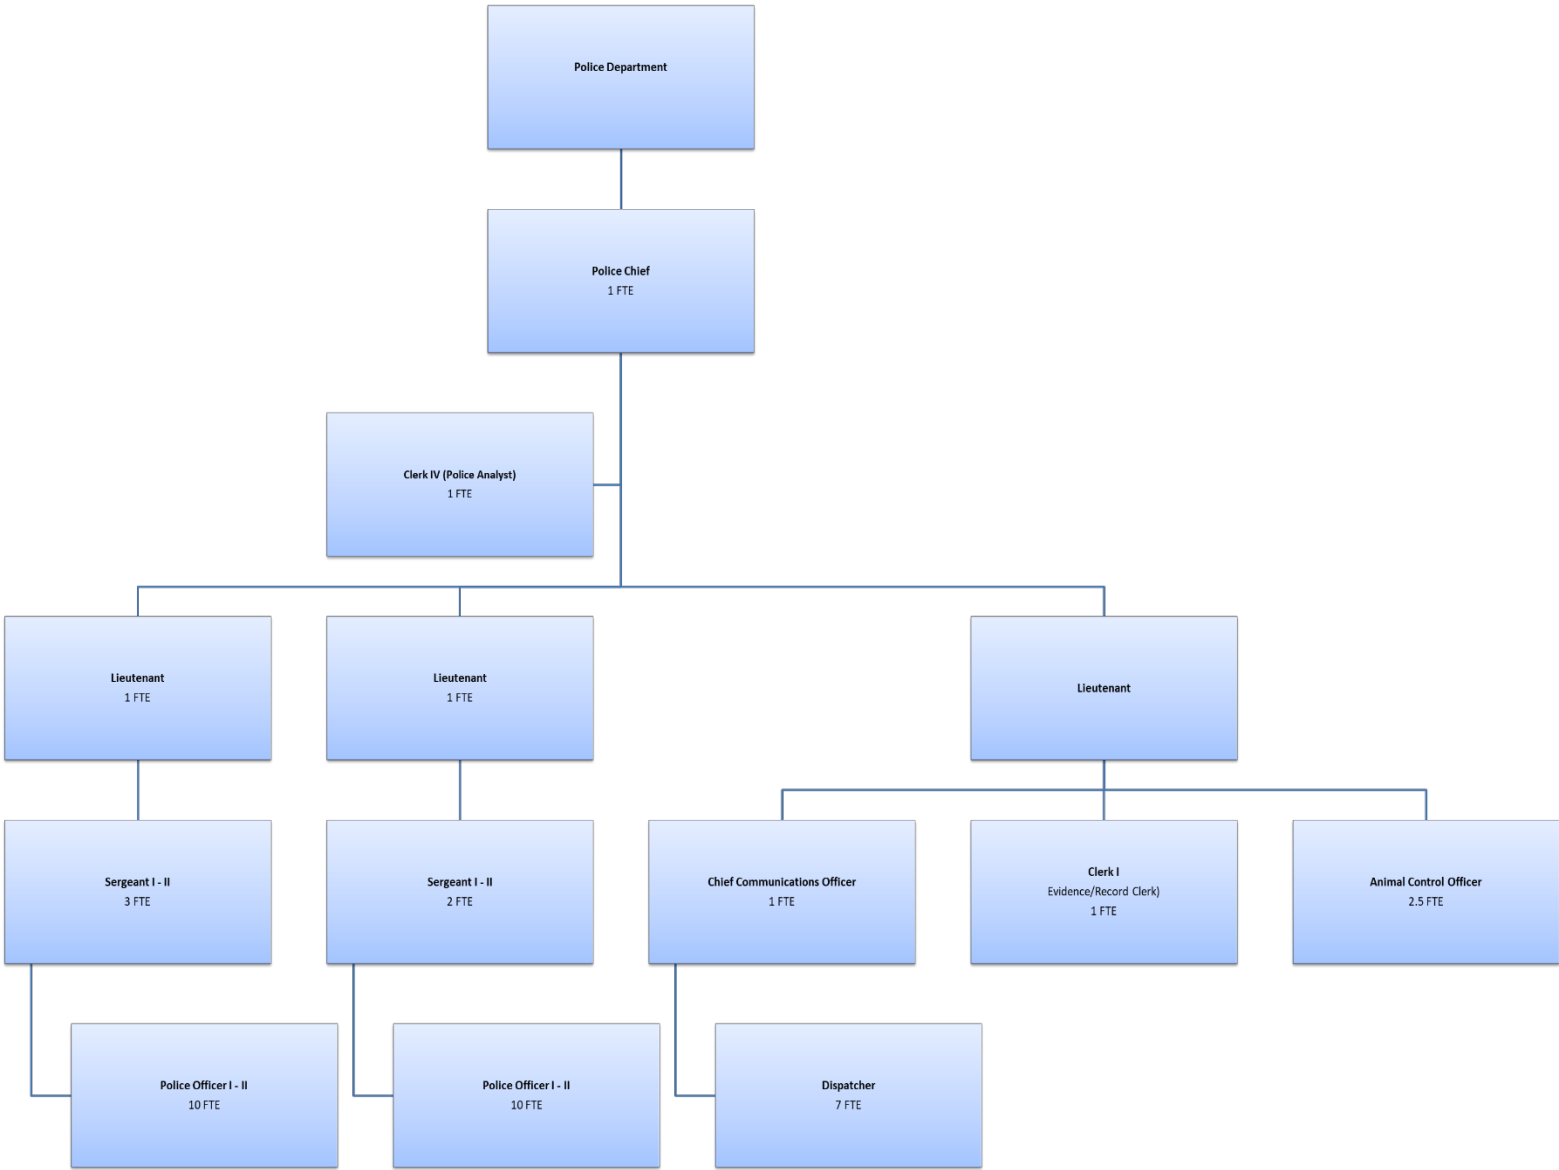 Police Department
Police Chief
1 FTE
Clerk IV (Police Analyst)
1 FTE
Lieutenant
1 FTE
Lieutenant
1 FTE
Lieutenant
Sergeant I - II
3 FTE
Sergeant I - II
2 FTE
Chief Communications Officer
1 FTE
Clerk I
Evidence/Record Clerk)
1 FTE
Animal Control Officer
2.5 FTE
Police Officer I - II
10 FTE
Police Officer I - II
10 FTE
Dispatcher
7 FTE